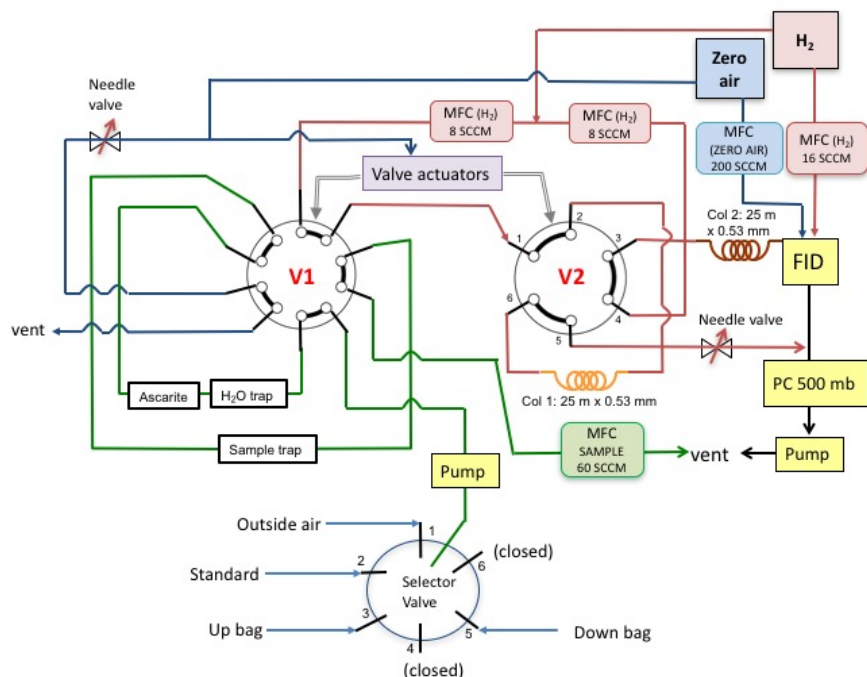 H2
Zero
air
Needle
valve
MFC (H2)
8 SCCM
MFC (H2)
8 SCCM
MFC
(ZERO AIR)
200 SCCM
MFC (H2)
16 SCCM
Valve actuators
Col 2: 25 m
x 0.53 mm
1
2
3
V1
V2
FID
6
5
4
vent
Needle valve
Ascarite
H2O trap
Col 1: 25 m x 0.53 mm
PC 500 mb
Sample trap
MFC
SAMPLE
60 SCCM
vent
Pump
Pump
Outside air
1
(closed)
6
Standard
2
Selector
Valve
Up bag
3
4
5
Down bag
(closed)